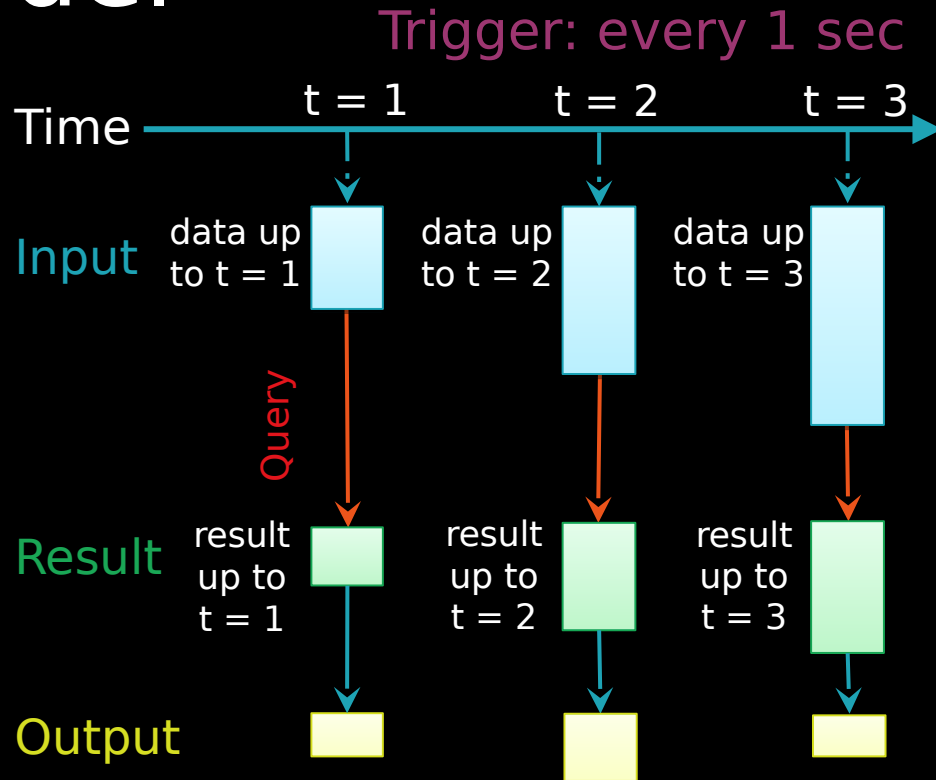 Trigger: every 1 sec
t = 1
t = 2
t = 3
Time
Input
data up
to t = 1
data up
to t = 2
data up
to t = 3
Query
Result
result
up to
t = 1
result
up to
t = 2
result
up to
t = 3
Output